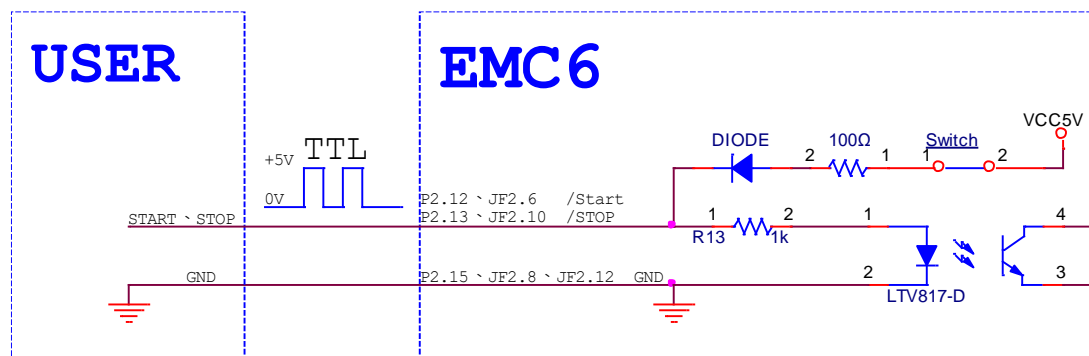 USER
EMC6
VCC5V
DIODE
100Ω
Switch
2
1
1
2
+5V
TTL
0V
P2.12、JF2.6 /Start
P2.13、JF2.10 /STOP
START、STOP
1
2
R13
1k
1
4
GND
P2.15、JF2.8、JF2.12 GND
2
3
LTV817-D